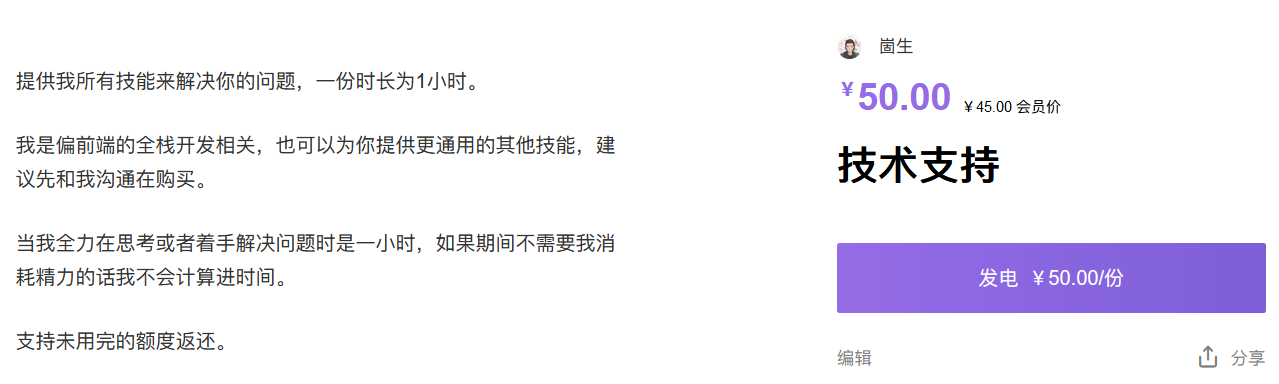 提供我所有技能来解决你的问题，一份时长为1小时。
我是偏前端的全栈开发相关，也可以为你提供更通用的其他技能，建
议先和我沟通在购买。
当我全力在思考或者着手解决问题时是一小时，如果期间不需要我消
耗精力的话我不会计算进时间。
支持未用完的额度返还。
崮生
¥50.00 ¥45.00 会员价
技术支持
发电 ¥50.00/份
编辑 分享